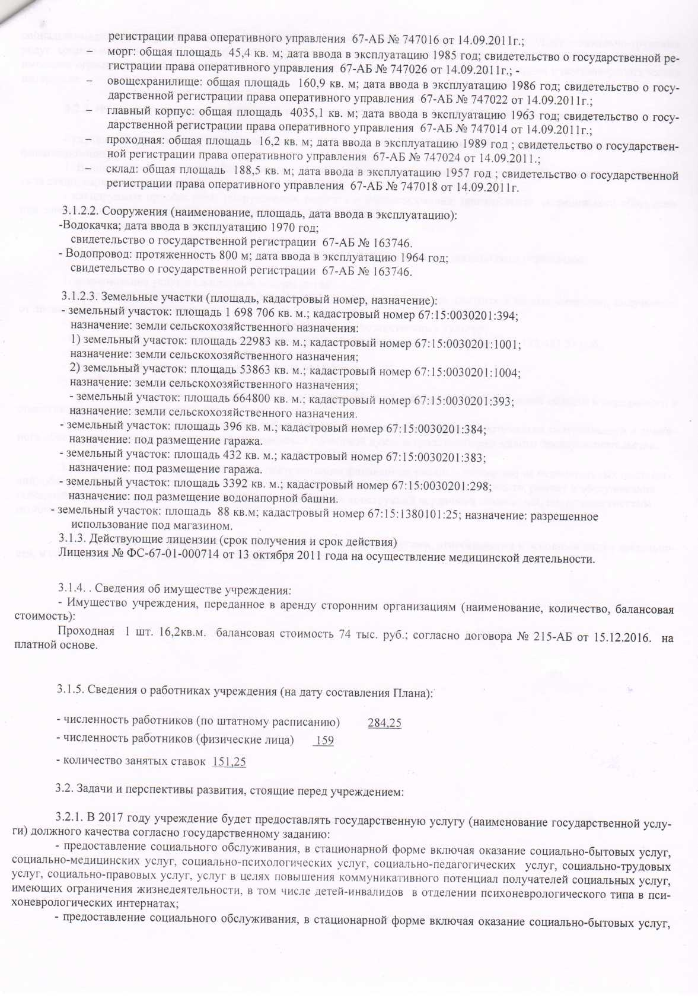 регистрации права оперативного управления 67-АБ № 747016 от 14.09.2011г.;
– морг: общая площадь 45,4 кв. м; дата ввода в эксплуатацию 1985 год; свидетельство о государственной ре-
гистрации права оперативного управления 67-АБ № 747026 от 14.09.2011г.; -
– овощехранилище: общая площадь 160,9 кв. м; дата ввода в эксплуатацию 1986 год; свидетельство о госу-
дарственной регистрации права оперативного управления 67-АБ № 747022 от 14.09.2011г.;
– главный корпус: общая площадь 4035,1 кв. м; дата ввода в эксплуатацию 1963 год; свидетельство о госу-
дарственной регистрации права оперативного управления 67-АБ № 747014 от 14.09.2011г.;
– проходная: общая площадь 16,2 кв. м; дата ввода в эксплуатацию 1989 год ; свидетельство о государствен-
ной регистрации права оперативного управления 67-АБ № 747024 от 14.09.2011.;
– склад: общая площадь 188,5 кв. м; дата ввода в эксплуатацию 1957 год ; свидетельство о государственной
регистрации права оперативного управления 67-АБ № 747018 от 14.09.2011г.
3.1.2.2. Сооружения (наименование, площадь, дата ввода в эксплуатацию):
-Водокачка; дата ввода в эксплуатацию 1970 год;
свидетельство о государственной регистрации 67-АБ № 163746.
- Водопровод: протяженность 800 м; дата ввода в эксплуатацию 1964 год;
свидетельство о государственной регистрации 67-АБ № 163746.
3.1.2.3. Земельные участки (площадь, кадастровый номер, назначение):
- земельный участок: площадь 1 698 706 кв. м.; кадастровый номер 67:15:0030201:394;
назначение: земли сельскохозяйственного назначения:
1) земельный участок: площадь 22983 кв. м.; кадастровый номер 67:15:0030201:1001;
назначение: земли сельскохозяйственного назначения;
2) земельный участок: площадь 53863 кв. м.; кадастровый номер 67:15:0030201:1004;
назначение: земли сельскохозяйственного назначения;
- земельный участок: площадь 664800 кв. м.; кадастровый номер 67:15:0030201:393;
назначение: земли сельскохозяйственного назначения.
- земельный участок: площадь 396 кв. м.; кадастровый номер 67:15:0030201:384;
назначение: под размещение гаража.
- земельный участок: площадь 432 кв. м.; кадастровый номер 67:15:0030201:383;
назначение: под размещение гаража.
- земельный участок: площадь 3392 кв. м.; кадастровый номер 67:15:0030201:298;
назначение: под размещение водонапорной башни.
- земельный участок: площадь 88 кв.м; кадастровый номер 67:15:1380101:25; назначение: разрешенное
использование под магазином.
3.1.3. Действующие лицензии (срок получения и срок действия)
Лицензия № ФС-67-01-000714 от 13 октября 2011 года на осуществление медицинской деятельности.
3.1.4. . Сведения об имуществе учреждения:
- Имущество учреждения, переданное в аренду сторонним организациям (наименование, количество, балансовая
стоимость):
Проходная 1 шт. 16,2кв.м. балансовая стоимость 74 тыс. руб.; согласно договора № 215-АБ от 15.12.2016. на
платной основе.
3.1.5. Сведения о работниках учреждения (на дату составления Плана):
- численность работников (по штатному расписанию) 284,25
- численность работников (физические лица) 159
- количество занятых ставок 151,25
3.2. Задачи и перспективы развития, стоящие перед учреждением:
3.2.1. В 2017 году учреждение будет предоставлять государственную услугу (наименование государственной услу-
ги) должного качества согласно государственному заданию:
- предоставление социального обслуживания, в стационарной форме включая оказание социально-бытовых услуг,
социально-медицинских услуг, социально-психологических услуг, социально-педагогических услуг, социально-трудовых
услуг, социально-правовых услуг, услуг в целях повышения коммуникативного потенциал получателей социальных услуг,
имеющих ограничения жизнедеятельности, в том числе детей-инвалидов в отделении психоневрологического типа в пси-
хоневрологических интернатах;
- предоставление социального обслуживания, в стационарной форме включая оказание социально-бытовых услуг,